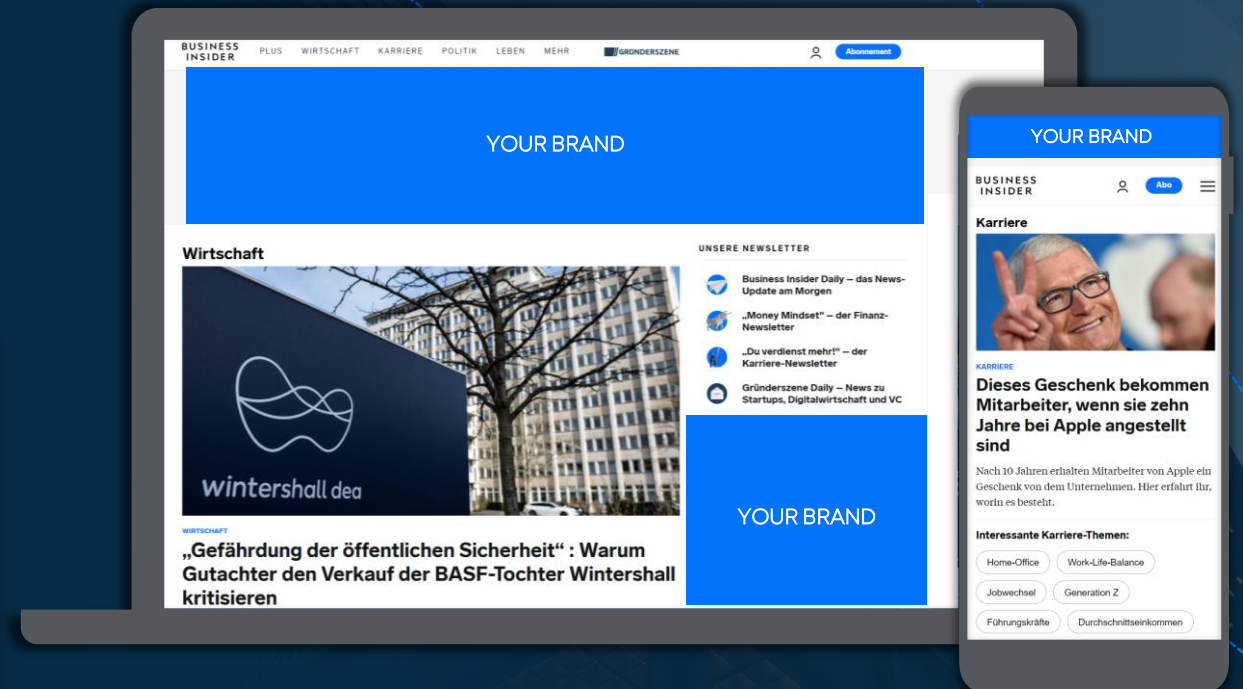 BUSINESS
INSIDER
PLUS WIRTSCHAFT KARRIERE POLITIK LEBEN MEHR
GRÜNDERSZENE
Abonnement
YOUR BRAND
Wirtschaft
wintershall dea
WIRTSCHAFT
„Gefährdung der öffentlichen Sicherheit“ : Warum
Gutachter den Verkauf der BASF-Tochter Wintershall
kritisieren
UNSERE NEWSLETTER
Business Insider Daily – das News-
Update am Morgen
„Money Mindset" – der Finanz-
Newsletter
„Du verdienst mehr!" – der
Karriere-Newsletter
Gründerszene Daily – News zu
Startups, Digitalwirtschaft und VC
YOUR BRAND
YOUR BRAND
BUSINESS
INSIDER
Abo
Karriere
KARRIERE
Dieses Geschenk bekommen
Mitarbeiter, wenn sie zehn
Jahre bei Apple angestellt
sind
Nach 10 Jahren erhalten Mitarbeiter von Apple ein
Geschenk von dem Unternehmen. Hier erfahrt ihr,
worin es besteht.
Interessante Karriere-Themen:
Home-Office Work-Life-Balance
Jobwechsel Generation Z
Führungskräfte Durchschnittseinkommen